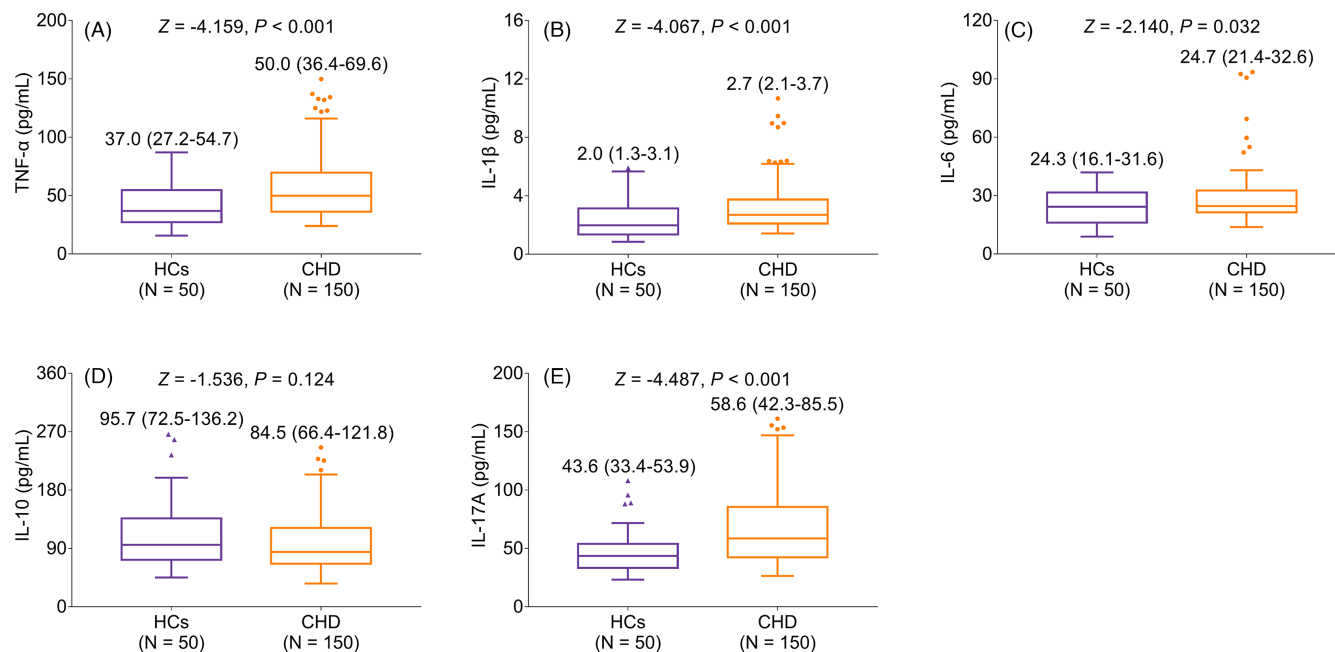 (A)
Z = -4.159, P < 0.001
TNF-α (pg/mL)
200
150
100
50
0
37.0 (27.2-54.7)
50.0 (36.4-69.6)
HCs
(N = 50)
CHD
(N = 150)
(B)
Z = -4.067, P < 0.001
IL-1β (pg/mL)
16
12
8
4
0
2.0 (1.3-3.1)
2.7 (2.1-3.7)
HCs
(N = 50)
CHD
(N = 150)
(C)
Z = -2.140, P = 0.032
IL-6 (pg/mL)
120
90
60
30
0
24.3 (16.1-31.6)
24.7 (21.4-32.6)
HCs
(N = 50)
CHD
(N = 150)
(D)
Z = -1.536, P = 0.124
IL-10 (pg/mL)
360
270
180
90
0
95.7 (72.5-136.2)
84.5 (66.4-121.8)
HCs
(N = 50)
CHD
(N = 150)
(E)
Z = -4.487, P < 0.001
IL-17A (pg/mL)
200
150
100
50
0
43.6 (33.4-53.9)
58.6 (42.3-85.5)
HCs
(N = 50)
CHD
(N = 150)